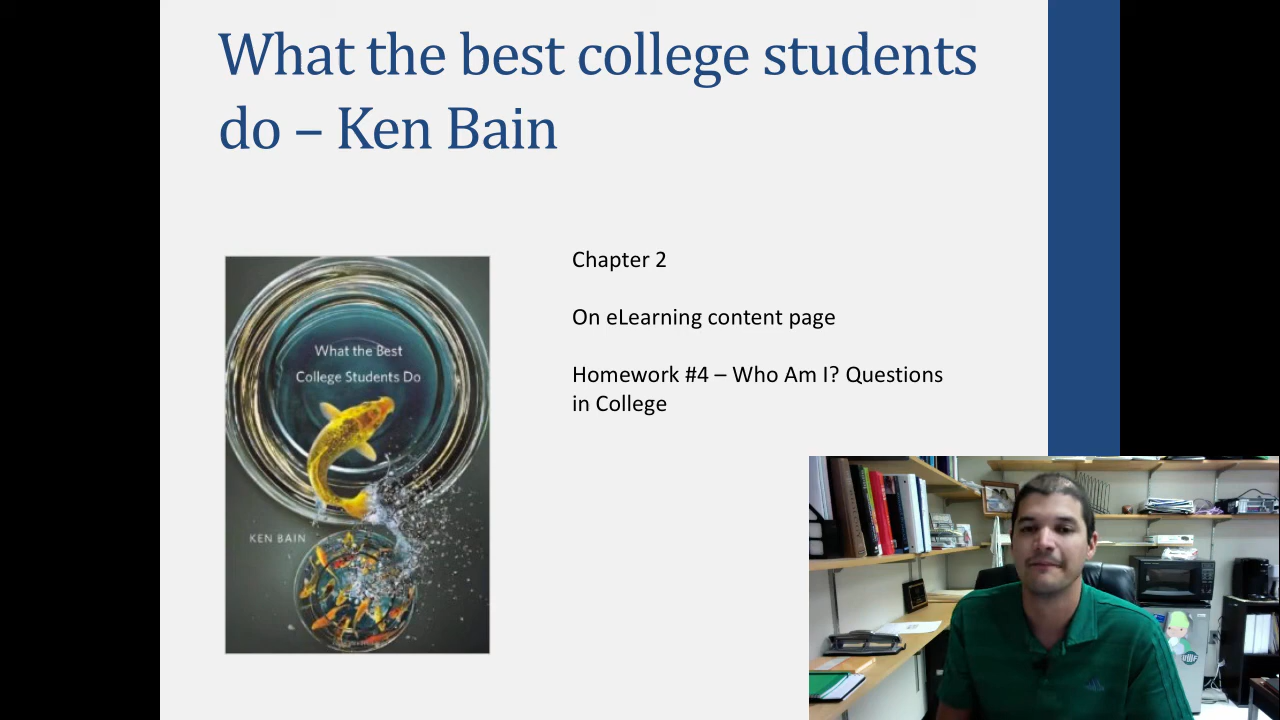 What the best college students
do – Ken Bain
Chapter 2
On eLearning content page
Homework #4 – Who Am I? Questions
in College
What the Best
College Students Do
KEN BAIN